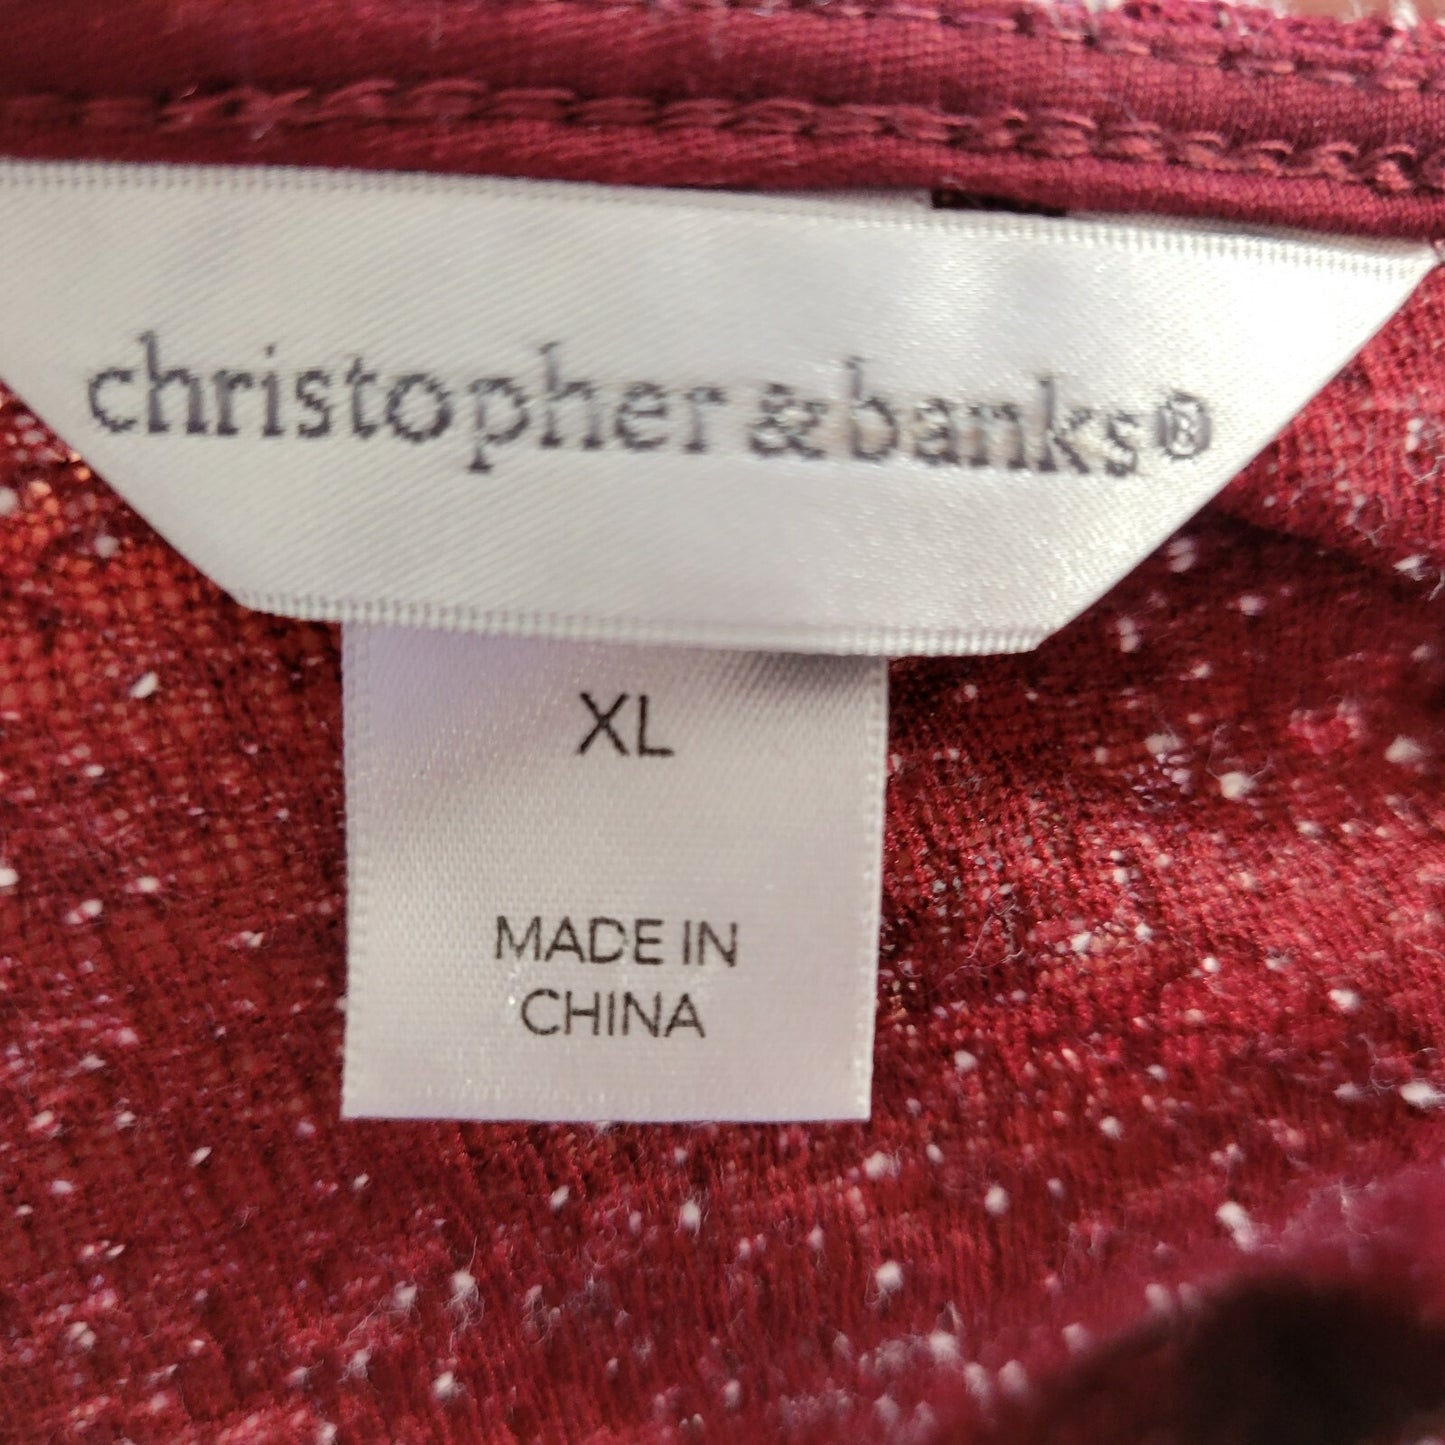 christopher & banks®
XL
MADE IN
CHINA